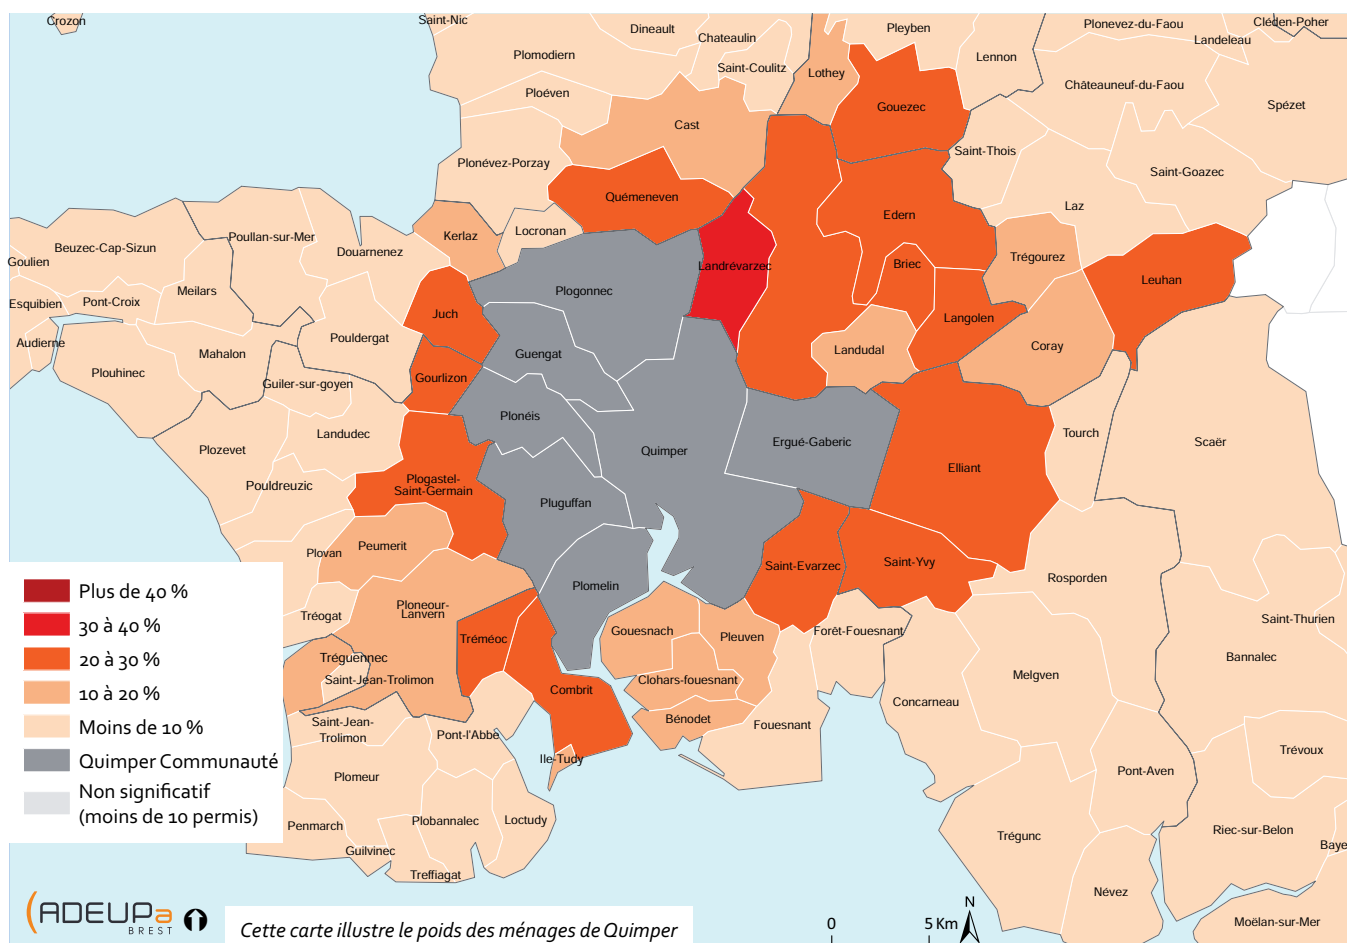 Crozon
Saint-Nic
Dineault
Chateaulin
Pleyben
Plonevez-du-Faou
Cléden-Poher
Landeleau
Plomodiern
Saint-Coulitz
Lothey
Lennon
Châteauneuf-du-Faou
Ploéven
Gouezec
Spézet
Cast
Plonévez-Porzay
Saint-Thois
Saint-Goazec
Quémeneven
Laz
Edern
Kerlaz
Locronan
Poullan-sur-Mer
Beuzec-Cap-Sizun
Douarnenez
Goulien
Landrévarzec
Briec
Trégourez
Leuhan
Plogonnec
Meilars
Esquibien
Pont-Croix
Juch
Langolen
Audierne
Pouldergat
Mahalon
Guengat
Landudal
Coray
Plouhinec
Gourlizon
Guiler-sur-goyen
Plonéis
Landudec
Tourch
Scaër
Plozevet
Quimper
Ergué-Gaberic
Elliant
Plogastel-
Saint-Germain
Pouldreuzic
Pluguffan
Peumerit
Plovan
Saint-Evarzec
Saint-Yvy
Rosporden
Plomelin
Ploneour-
Lanvern
Tréogat
Saint-Thurien
Tréméoc
Gouesnach
Pleuven
Forêt-Fouesnant
Tréguennec
Bannalec
Saint-Jean-Trolimon
Clohars-fouesnant
Melgven
Combrit
Concarneau
Saint-Jean-
Trolimon
Bénodet
Fouesnant
Pont-l'Abbé
Trévoux
Ile-Tudy
Plomeur
Pont-Aven
Penmarch
Plobannalec
Loctudy
Riec-sur-Belon
Trégunc
Baye
Guilvinec
Treffiagat
Névez
Moëlan-sur-Mer
Plus de 40 %
30 à 40 %
20 à 30 %
10 à 20 %
Moins de 10 %
Quimper Communauté
Non significatif
(moins de 10 permis)
ADEUPa
BREST
Cette carte illustre le poids des ménages de Quimper
0 5 Km
N